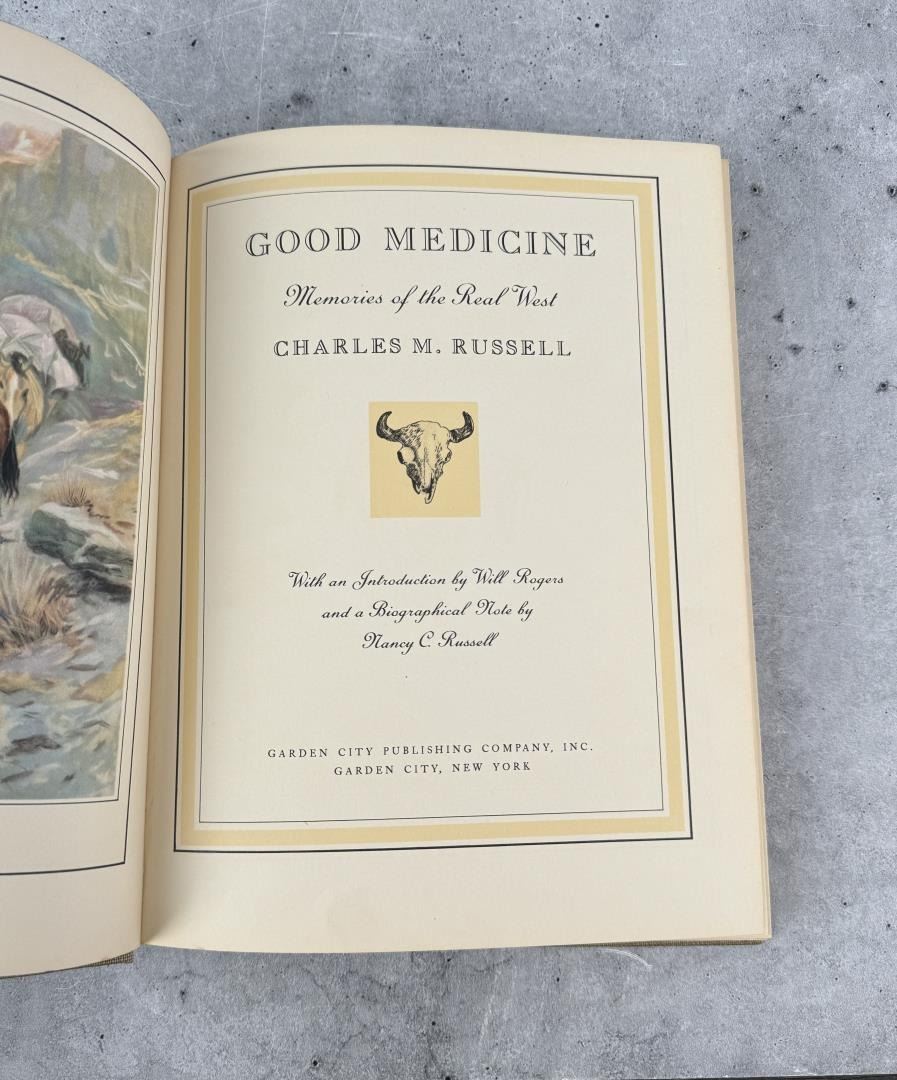 GOOD MEDICINE
Memories of the Real West
CHARLES M. RUSSELL
With an Introduction by Will Rogers
and a Biographical Note by
Nancy C. Russell
GARDEN CITY PUBLISHING COMPANY, INC.
GARDEN CITY, NEW YORK